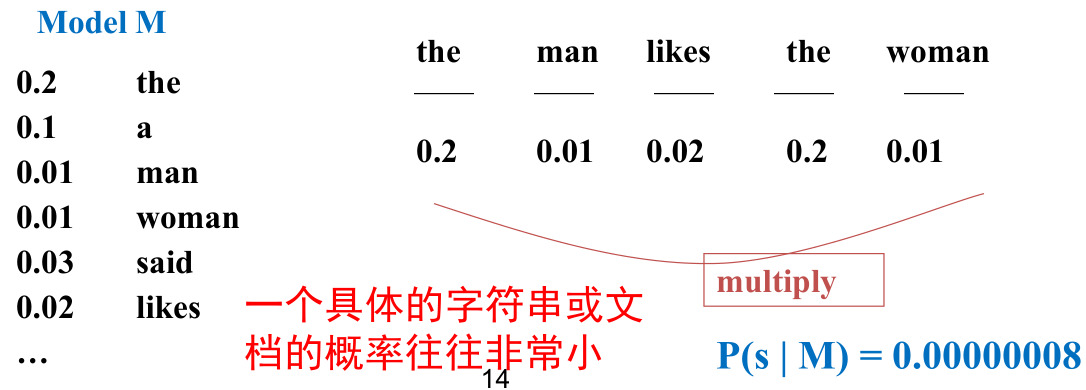 Model M
0.2 the
0.1 a
0.01 man
0.01 woman
0.03 said
0.02 likes
…
the man likes the woman
0.2 0.01 0.02 0.2 0.01
multiply
一个具体的字符串或文
档的概率往往非常小
P(s | M) = 0.00000008
14